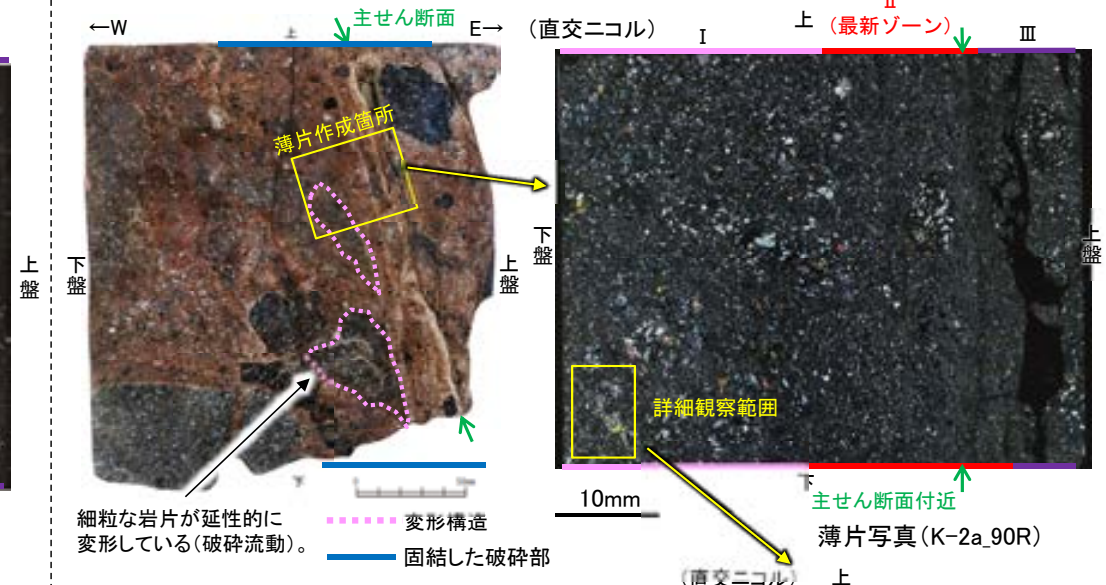 ←W
上
主せん断面
E→
薄片作成箇所
上盤
下盤
上盤
下
細粒な岩片が延性的に
変形している(破砕流動)。
変形構造
固結した破砕部
(直交ニコル)
Ⅰ
上
Ⅱ
(最新ゾーン)
Ⅲ
下盤
上盤
詳細観察範囲
下
10mm
主せん断面付近
薄片写真(K-2a_90R)
(直交ニコル)
上